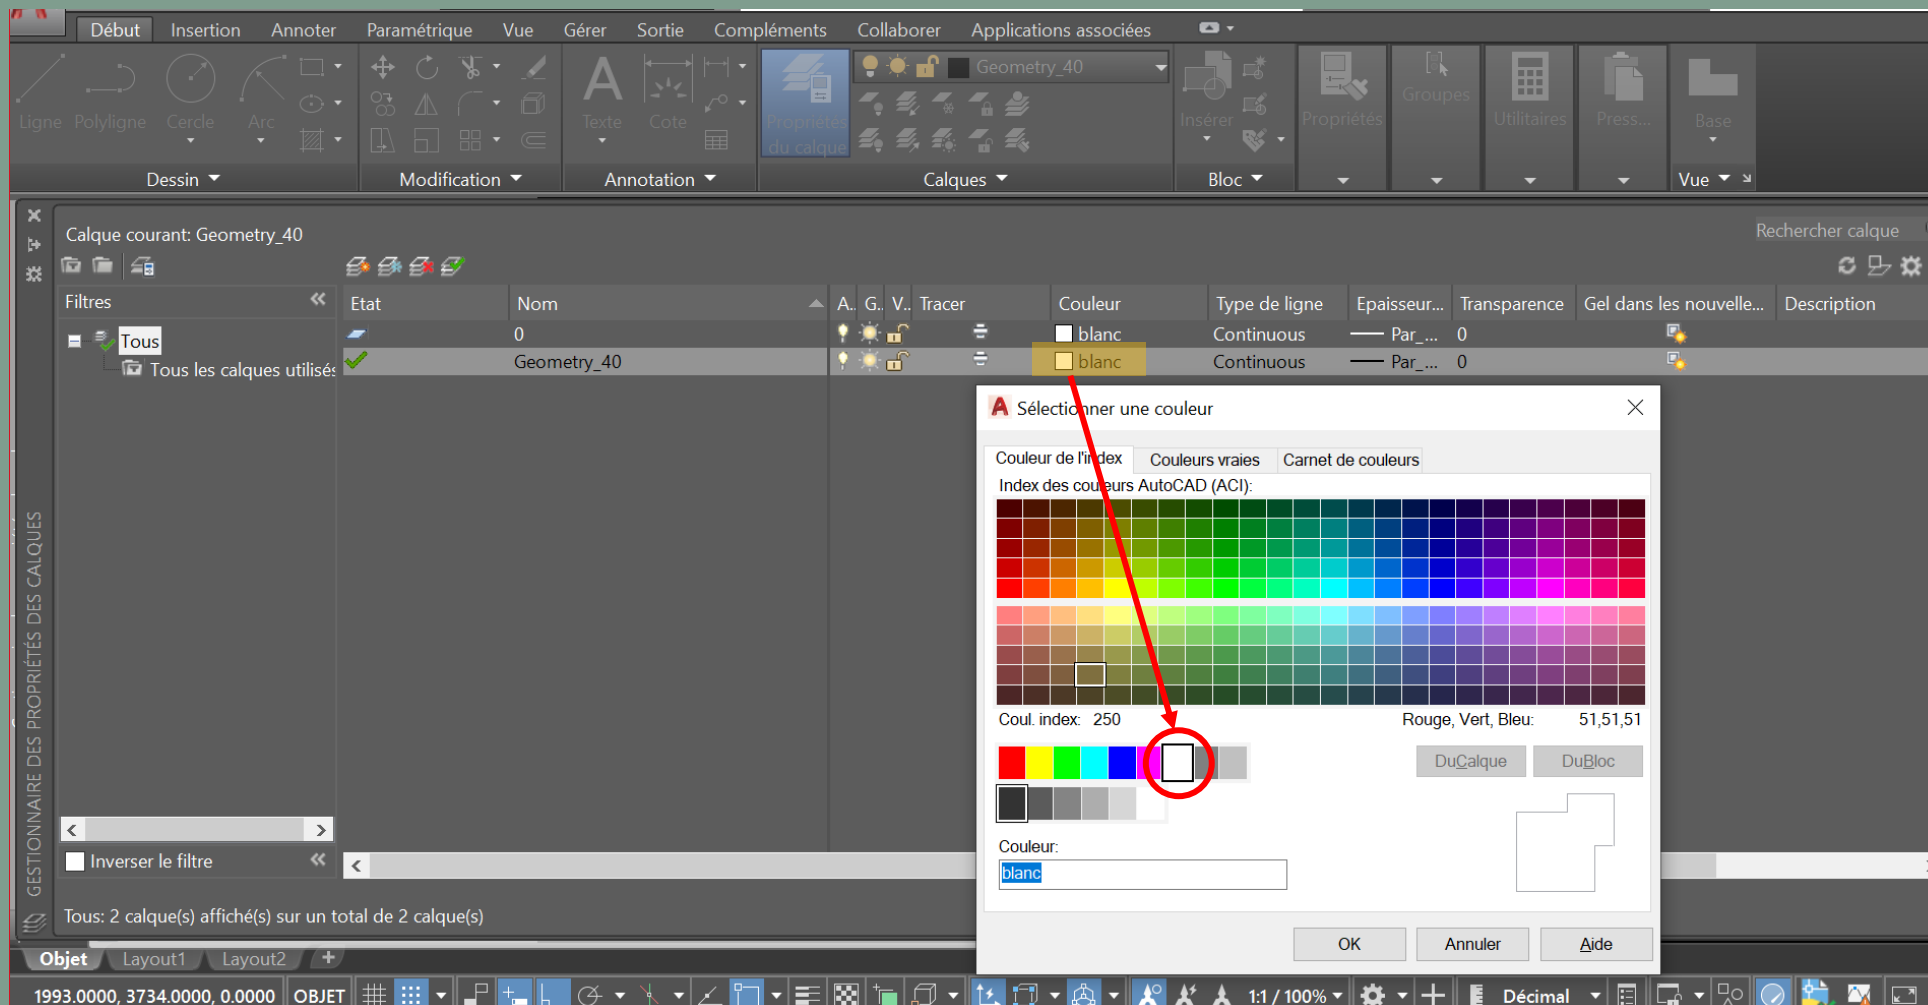 Début Insertion Annoter Paramétrique Vue Gérer Sortie Compléments Collaborer Applications associées
Geometry_40
Groupes
Ligne Polyligne Cercle Arc Texte Cote Propriétés du calque Insérer Propriétés Utilitaires Press... Base
Dessin Modification Annotation Calques Bloc Vue
Calque courant: Geometry_40
Rechercher calque
Filtres Etat Nom A.. G.. V.. Tracer Couleur Type de ligne Epaisseur... Transparence Gel dans les nouvelle... Description
Tous
0 blanc Continuous Par_... 0
Tous les calques utilisés
Geometry_40 blanc Continuous Par_... 0
Sélectionner une couleur
Couleur de l'index Couleurs vraies Carnet de couleurs
Index des couleurs AutoCAD (ACI):
Coul. index: 250 Rouge, Vert, Bleu: 51,51,51
DuCalque DuBloc
Couleur:
blanc
OK Annuler Aide
Inverser le filtre
GESTIONNAIRE DES PROPRIÉTÉS DES CALQUES
Tous: 2 calque(s) affiché(s) sur un total de 2 calque(s)
Objet Layout1 Layout2 +
1993.0000, 3734.0000, 0.0000 OBJET 1:1 / 100% Décimal